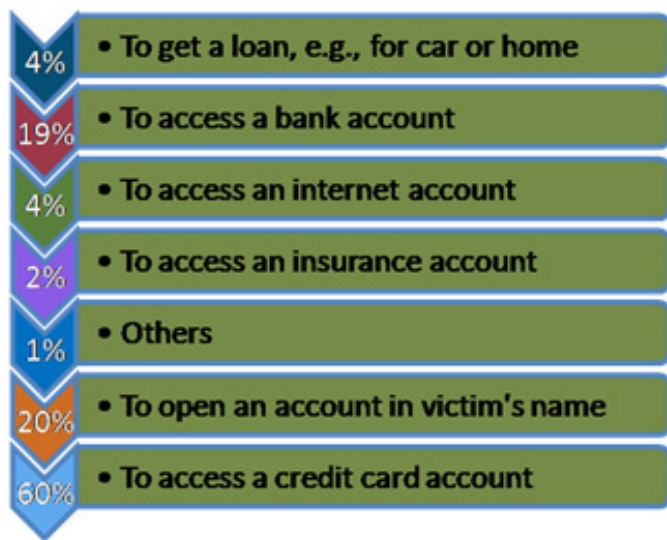 4% • To get a loan, e.g., for car or home
19% • To access a bank account
4% • To access an internet account
2% • To access an insurance account
1% • Others
20% • To open an account in victim's name
60% • To access a credit card account